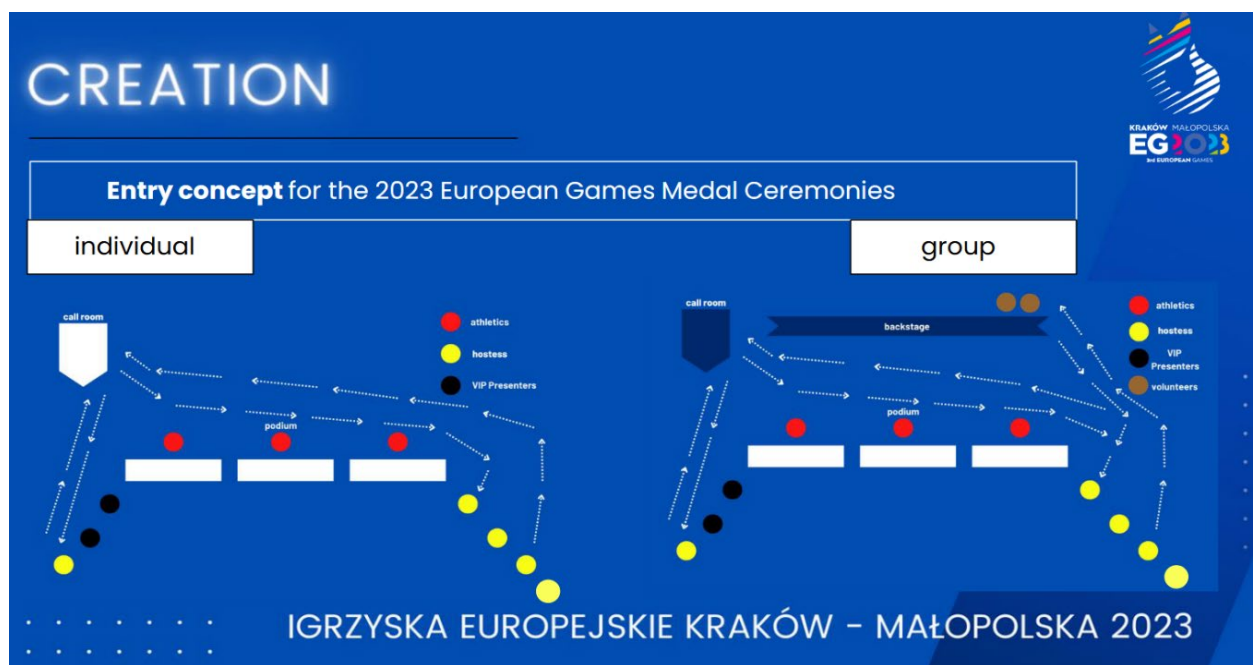 CREATION
KRAKÓW MAŁOPOLSKA
EG2023
3rd EUROPEAN GAMES
Entry concept for the 2023 European Games Medal Ceremonies
individual
group
call room
athletics
hostess
VIP Presenters
podium
call room
backstage
athletics
hostess
VIP
Presenters
volunteers
podium
IGRZYSKA EUROPEJSKIE KRAKÓW - MAŁOPOLSKA 2023